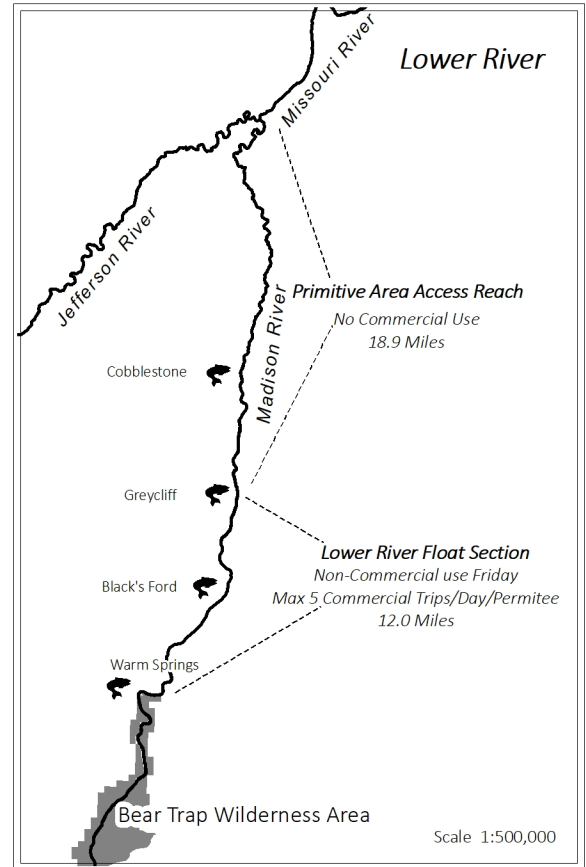 Lower River
Missouri River
Jefferson River
Primitive Area Access Reach
No Commercial Use
18.9 Miles
Madison River
Cobblestone
Greycliff
Lower River Float Section
Non-Commercial use Friday
Max 5 Commercial Trips/Day/Permitee
12.0 Miles
Black's Ford
Warm Springs
Bear Trap Wilderness Area
Scale 1:500,000